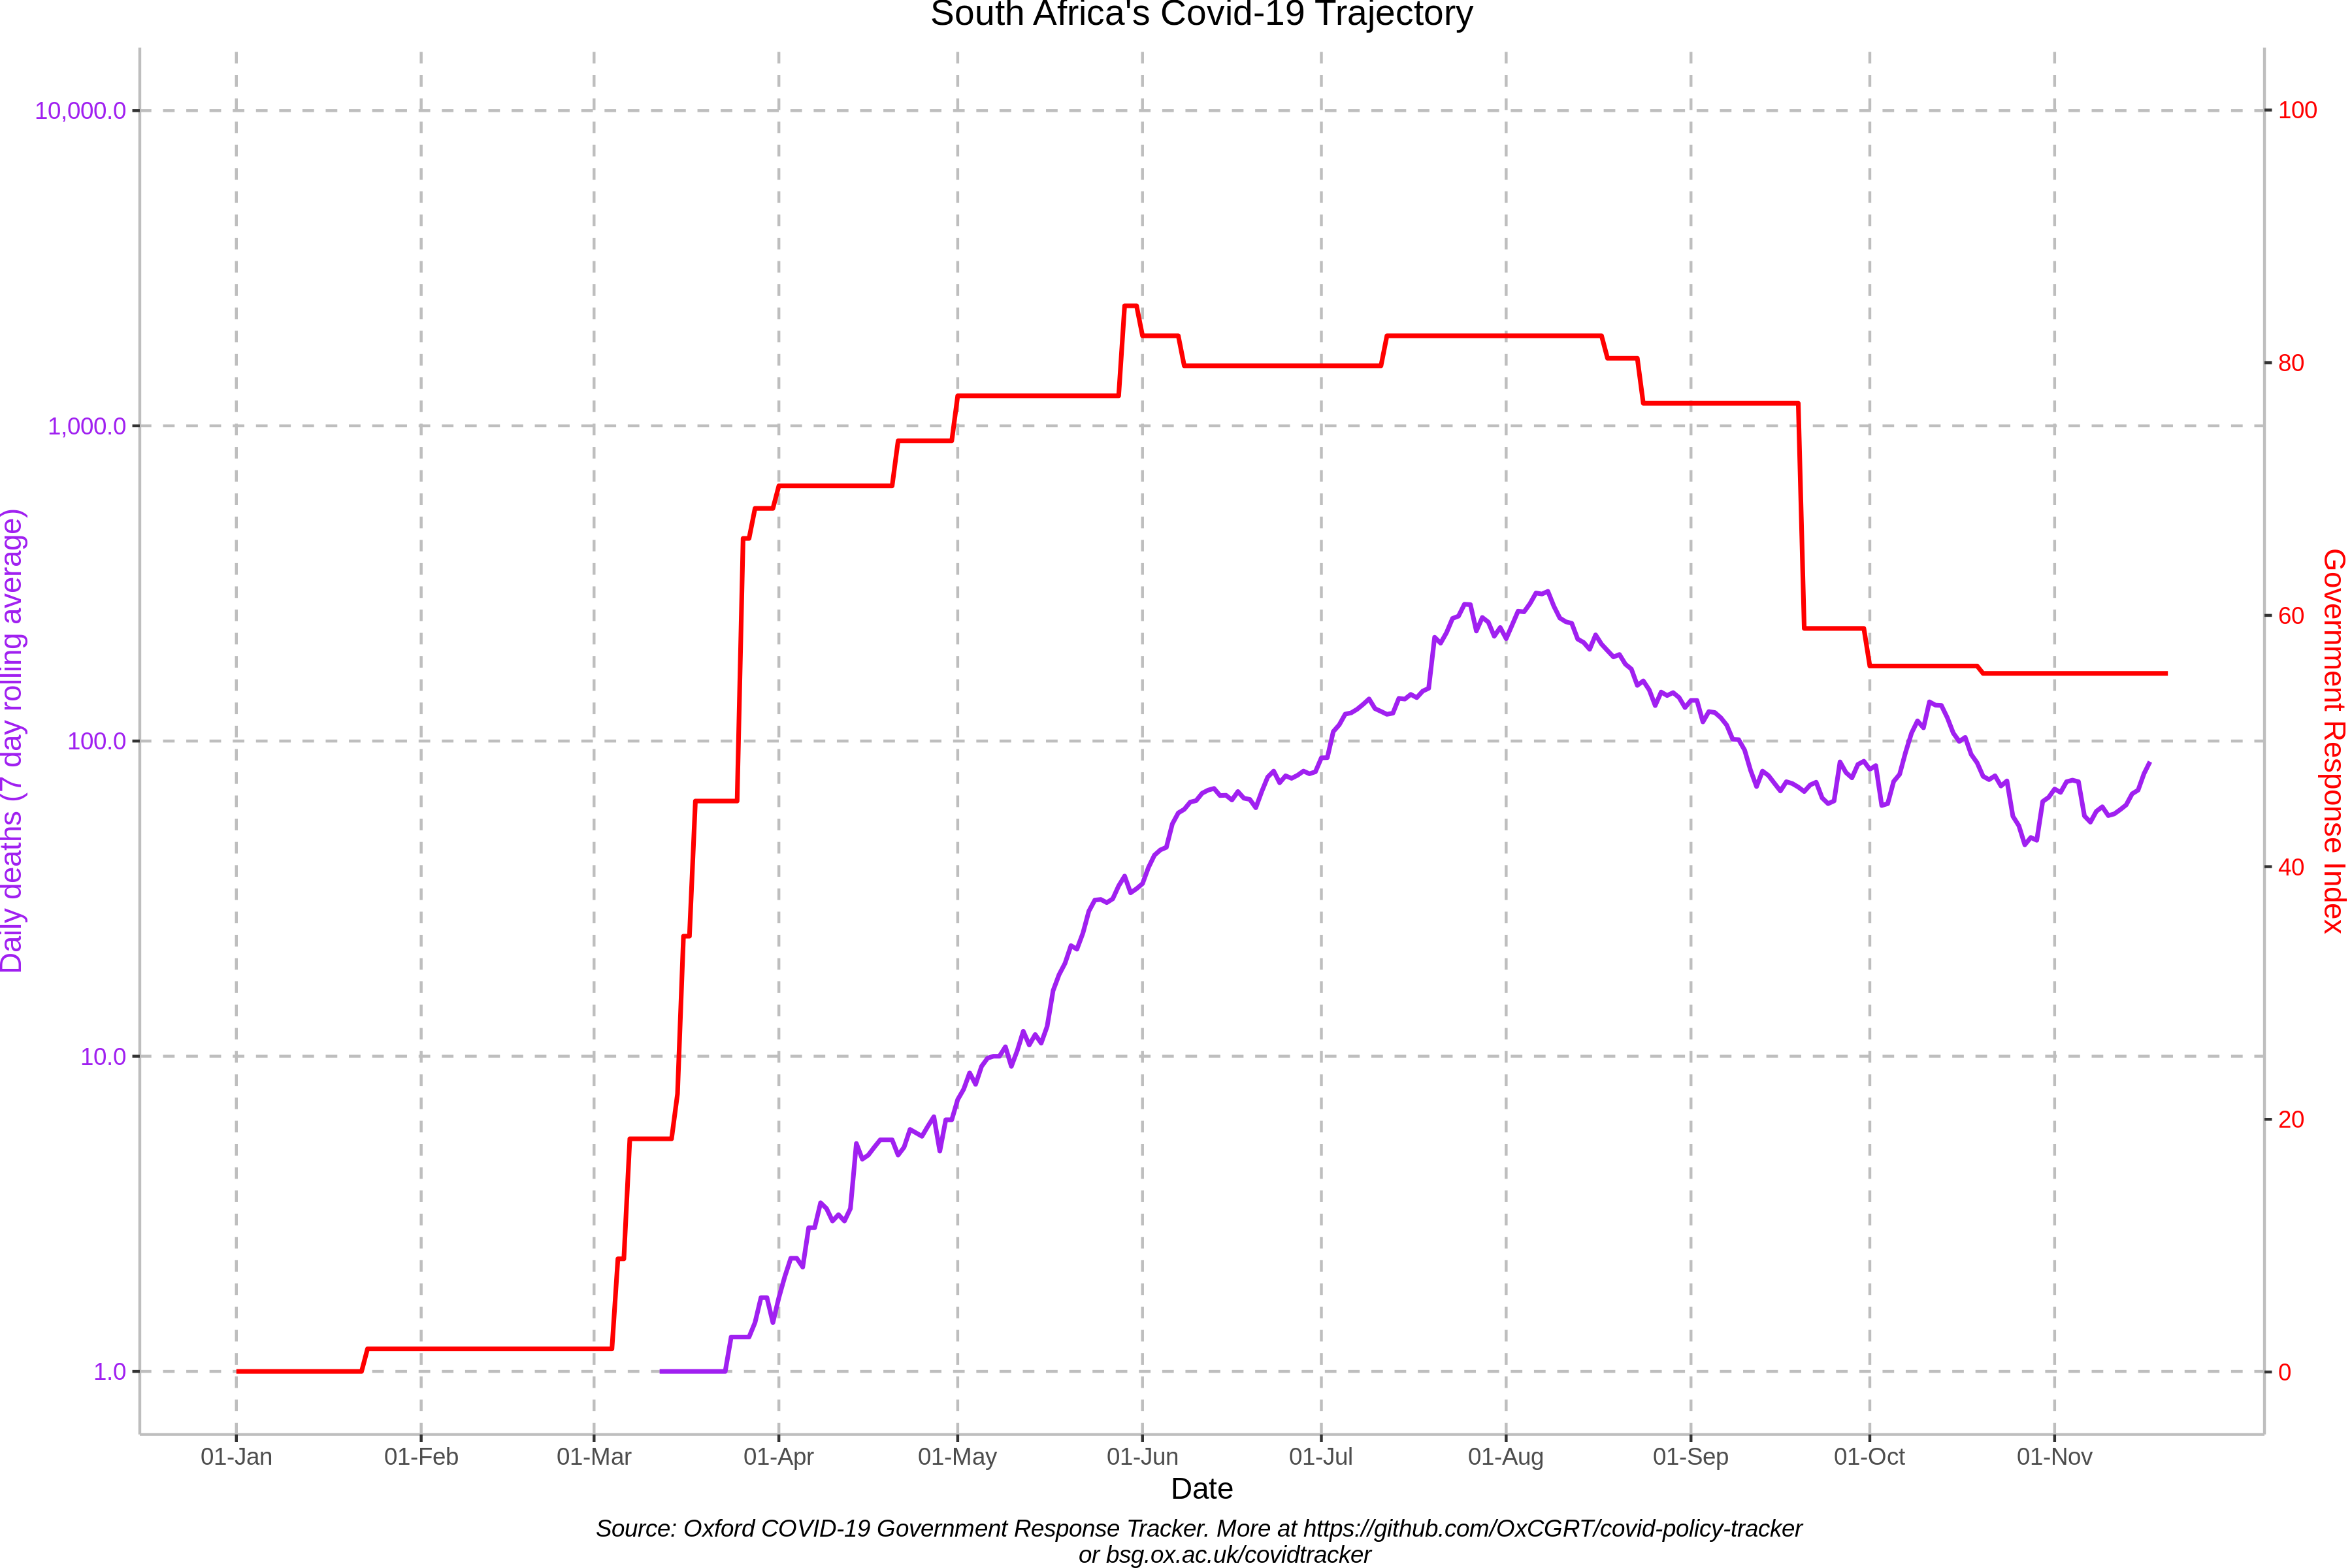 South Africa's Covid-19 Trajectory
10,000.0
1,000.0
100.0
10.0
1.0
Daily deaths (7 day rolling average)
100
80
60
40
20
0
Government Response Index
01-Jan 01-Feb 01-Mar 01-Apr 01-May 01-Jun 01-Jul 01-Aug 01-Sep 01-Oct 01-Nov
Date
Source: Oxford COVID-19 Government Response Tracker. More at https://github.com/OxCGRT/covid-policy-tracker
or bsg.ox.ac.uk/covidtracker